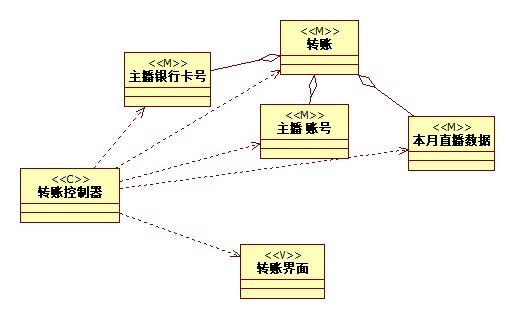 <<M>>
转账
<<M>>
主播银行卡号
<<M>>
主播 账号
<<M>>
本月直播数据
<<C>>
转账控制器
<<V>>
转账界面